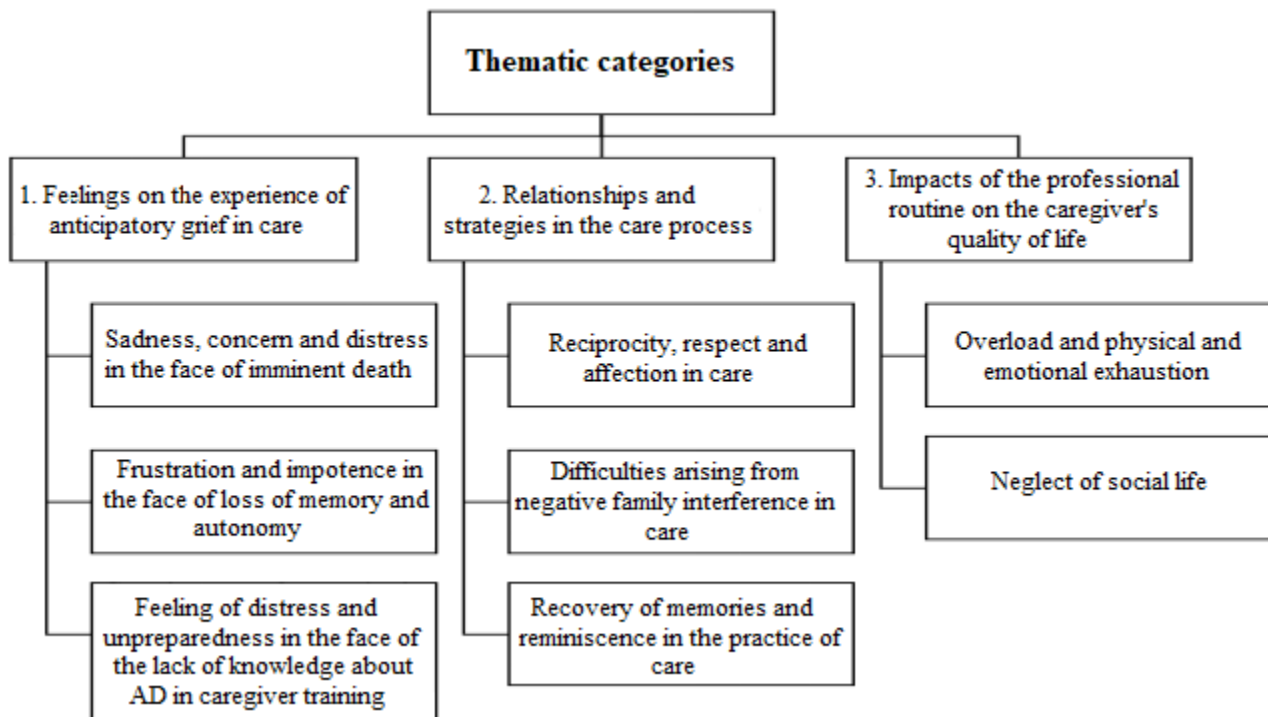 Thematic categories
1. Feelings on the experience of
anticipatory grief in care
Sadness, concern and distress
in the face of imminent death
Frustration and impotence in
the face of loss of memory and
autonomy
Feeling of distress and
unpreparedness in the face of
the lack of knowledge about
AD in caregiver training
2. Relationships and
strategies in the care process
Reciprocity, respect and
affection in care
Difficulties arising from
negative family interference in
care
Recovery of memories and
reminiscence in the practice of
care
3. Impacts of the professional
routine on the caregiver's
quality of life
Overload and physical and
emotional exhaustion
Neglect of social life